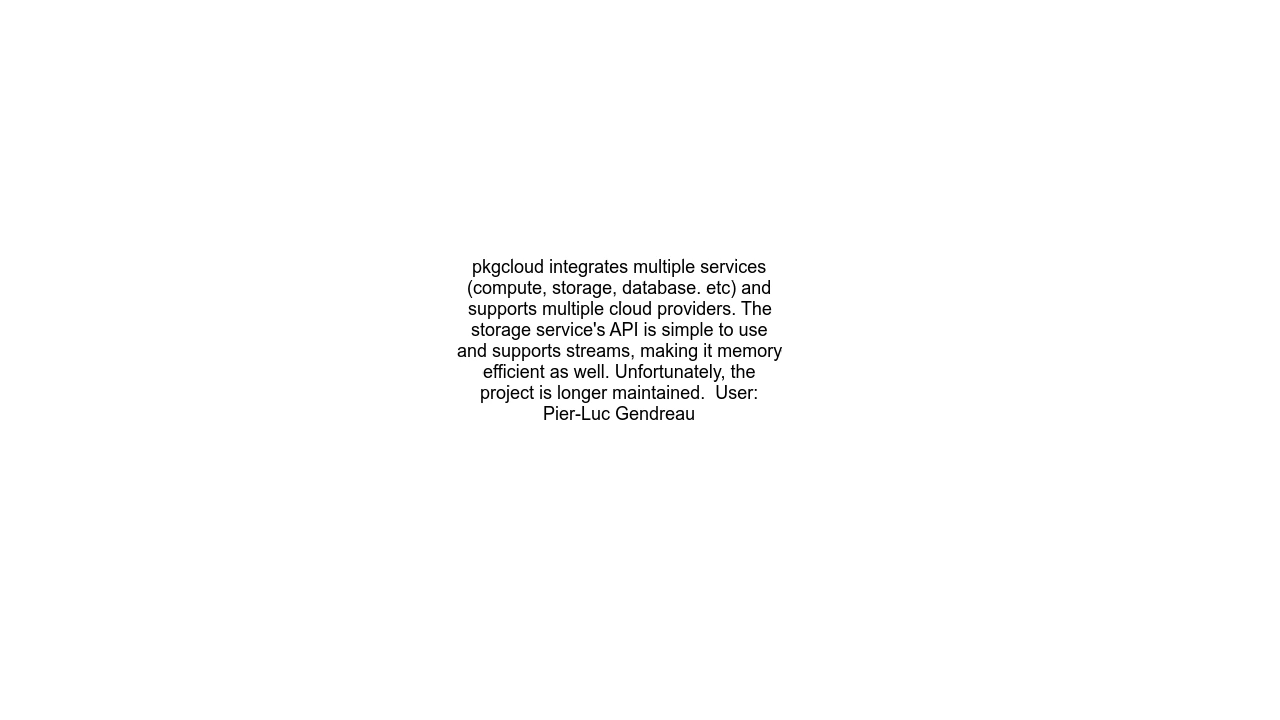 pkgcloud integrates multiple services
(compute, storage, database. etc) and
supports multiple cloud providers. The
storage service's API is simple to use
and supports streams, making it memory
efficient as well. Unfortunately, the
project is longer maintained.  User:
Pier-Luc Gendreau